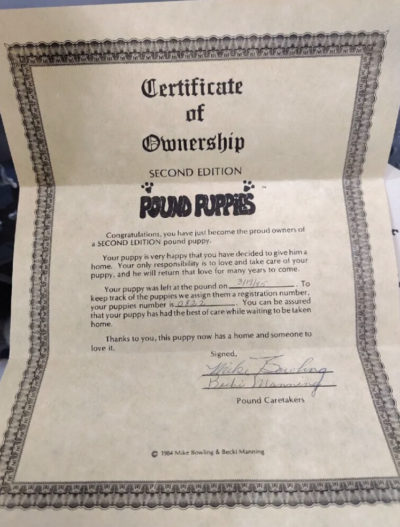 Certificate
of
Ownership
SECOND EDITION
POUND PUPPIES ™
Congratulations, you have just become the proud owners of
a SECOND EDITION pound puppy.
Your puppy is very happy that you have decided to give him a
home. Your only responsibility is to love and take care of your
puppy, and he will return that love for many years to come.
Your puppy was left at the pound on . To
keep track of the puppies we assign them a registration number,
your puppies number is . You can be assured
that your puppy has had the best of care while waiting to be taken
home.
Thanks to you, this puppy now has a home and someone to
love it.
Signed,
Mike Bowling
Becki Manning
Pound Caretakers
© 1984 Mike Bowling & Becki Manning